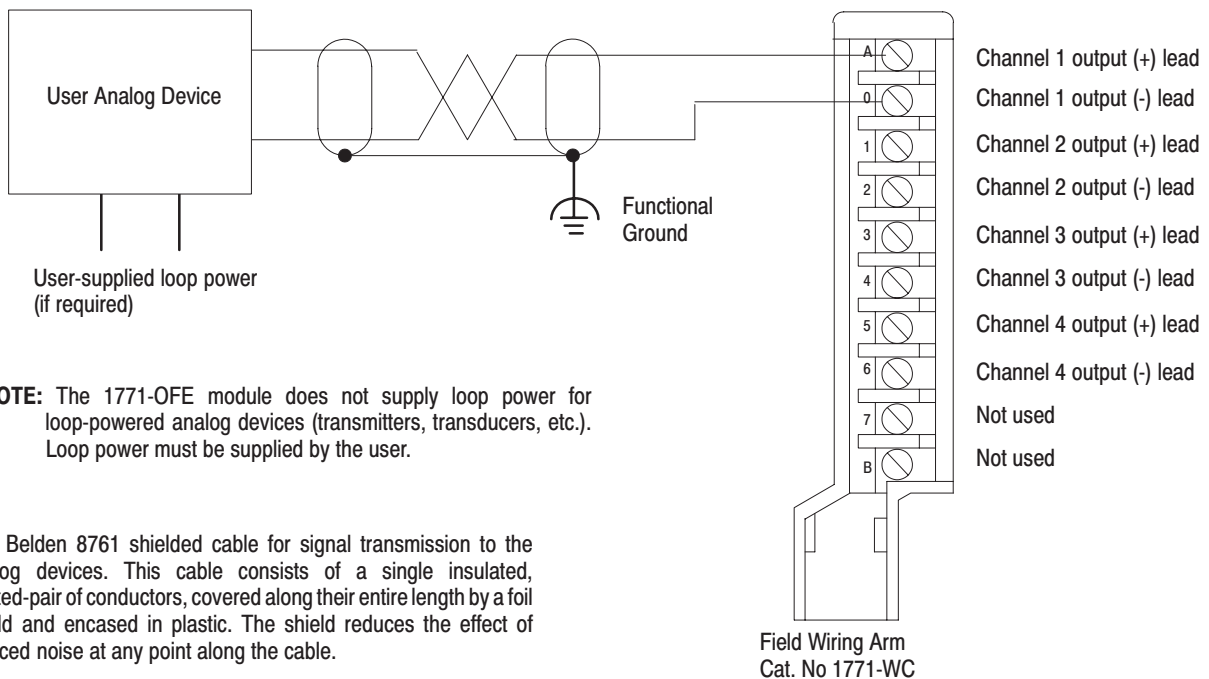 User Analog Device
User-supplied loop power
(if required)
Functional
Ground
A
0
1
2
3
4
5
6
7
B
Channel 1 output (+) lead
Channel 1 output (-) lead
Channel 2 output (+) lead
Channel 2 output (-) lead
Channel 3 output (+) lead
Channel 3 output (-) lead
Channel 4 output (+) lead
Channel 4 output (-) lead
Not used
Not used
OTE: The 1771-OFE module does not supply loop power for
loop-powered analog devices (transmitters, transducers, etc.).
Loop power must be supplied by the user.
Belden 8761 shielded cable for signal transmission to the
og devices. This cable consists of a single insulated,
ted-pair of conductors, covered along their entire length by a foil
ld and encased in plastic. The shield reduces the effect of
ced noise at any point along the cable.
Field Wiring Arm
Cat. No 1771-WC